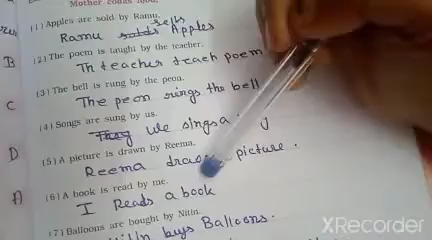 Mother cooks food.
(1) Apples are sold by Ramu.
sells
Ramu Apples
B (2) The poem is taught by the teacher.
Th teacher teach poem
C (3) The bell is rung by the peon.
The peon rings the bell
(4) Songs are sung by us.
They We sings a
D (5) A picture is drawn by Reema.
Reema picture.
A (6) A book is read by me.
I Reads a book
(7) Balloons are bought by Nitin.
buys Balloons.
XRecorder